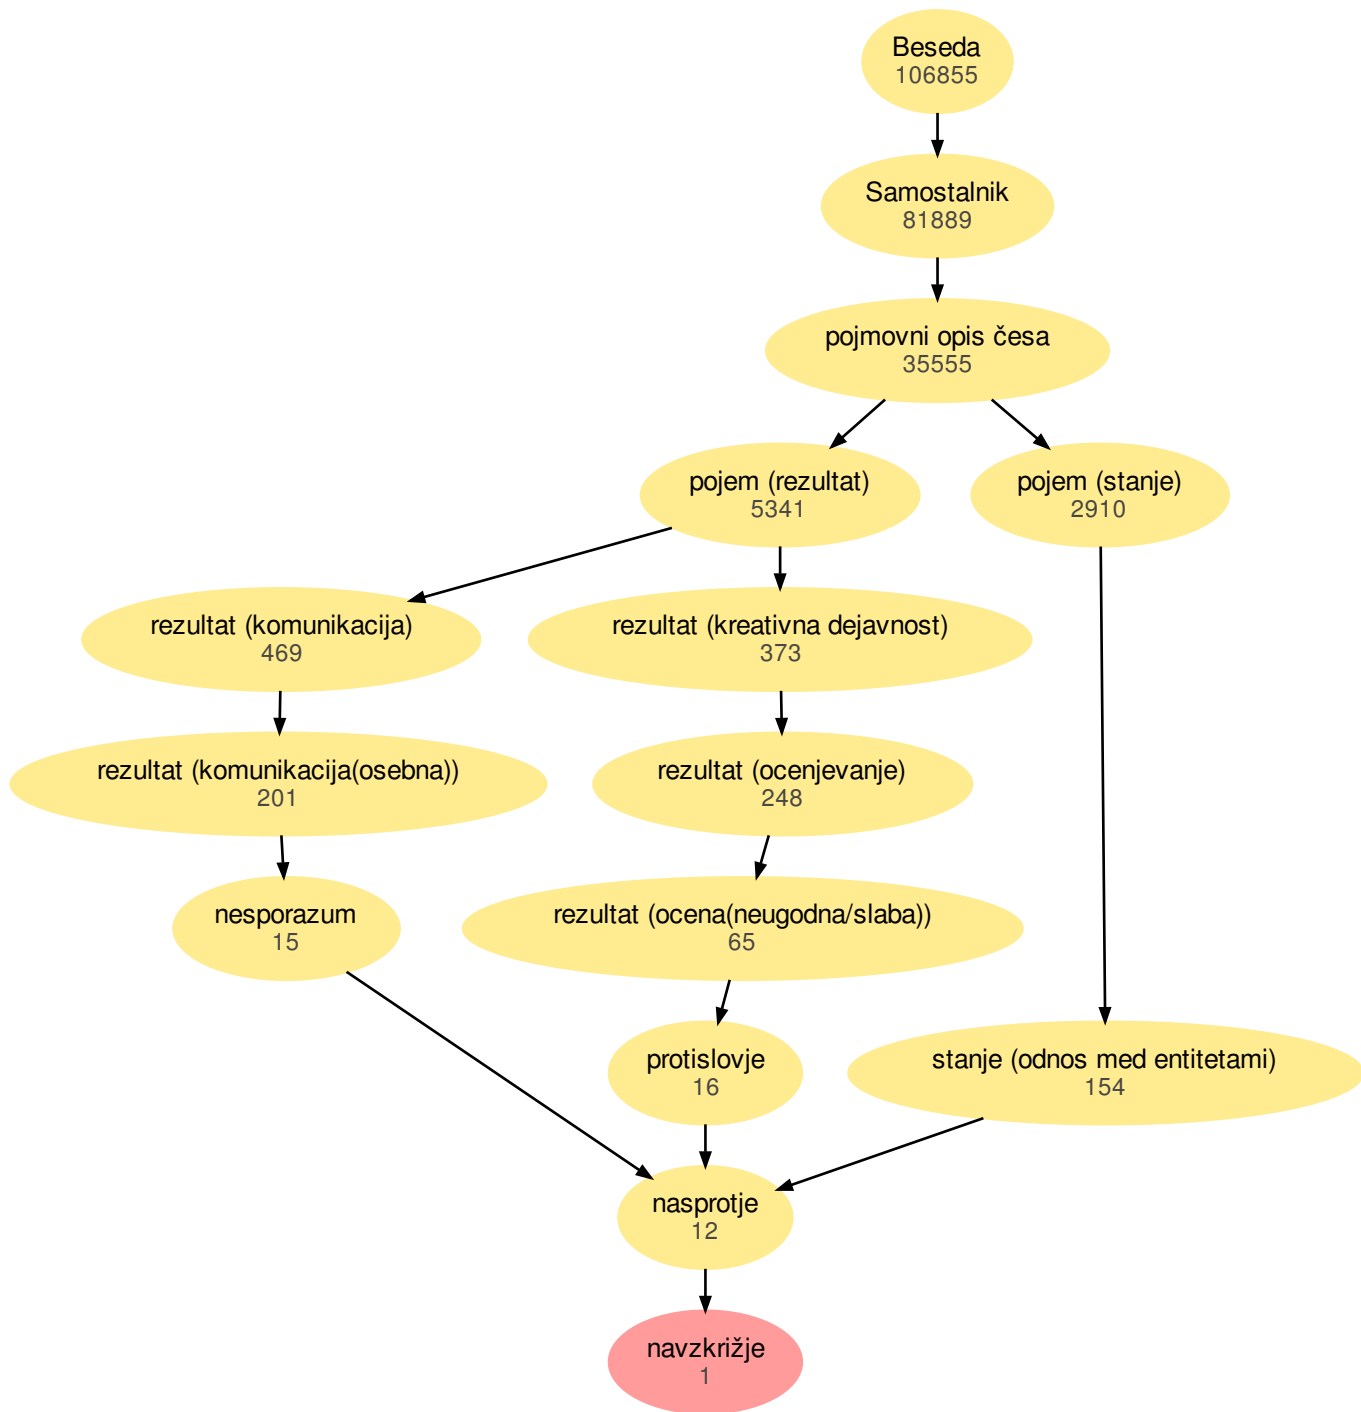 Beseda
106855
Samostalnik
81889
pojmovni opis česa
35555
pojem (rezultat)
5341
pojem (stanje)
2910
rezultat (komunikacija)
469
rezultat (kreativna dejavnost)
373
rezultat (komunikacija(osebna))
201
rezultat (ocenjevanje)
248
nesporazum
15
rezultat (ocena(neugodna/slaba))
65
protislovje
16
stanje (odnos med entitetami)
154
nasprotje
12
navzkrižje
1